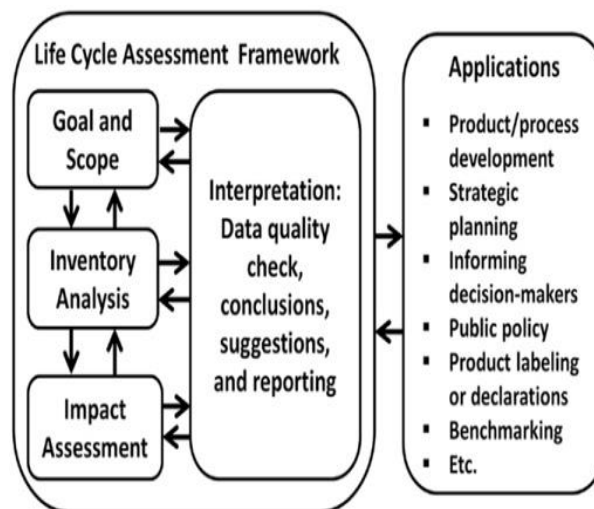 Life Cycle Assessment Framework
Goal and
Scope
Inventory
Analysis
Impact
Assessment
Interpretation:
Data quality
check,
conclusions,
suggestions,
and reporting
Applications
▪ Product/process
development
▪ Strategic
planning
▪ Informing
decision-makers
▪ Public policy
▪ Product labeling
or declarations
▪ Benchmarking
▪ Etc.